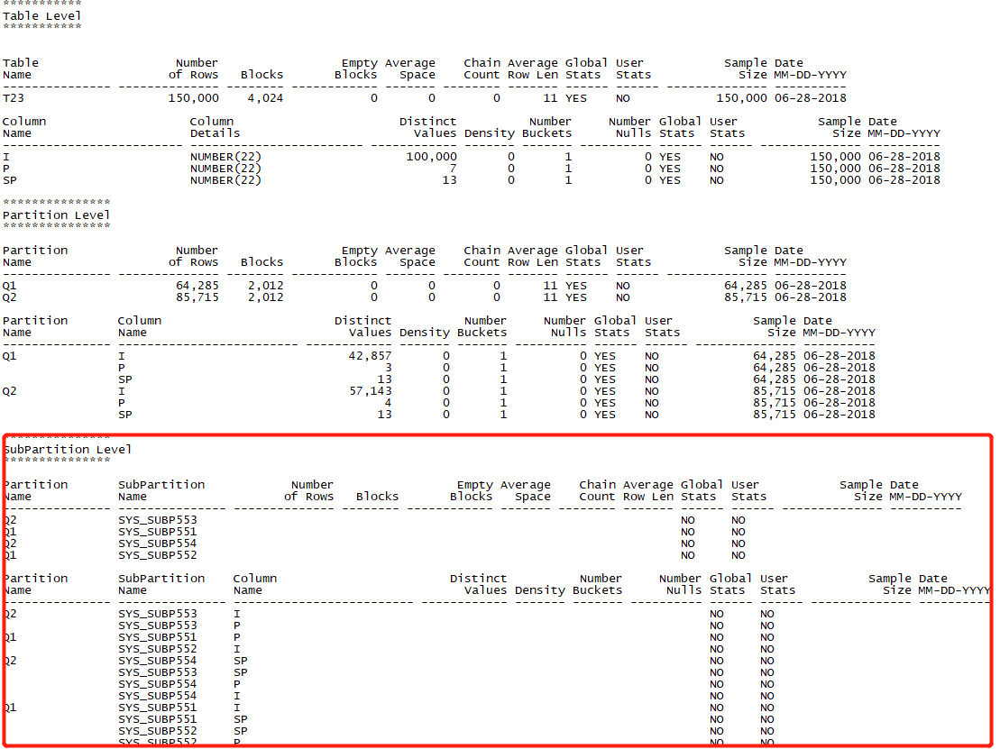 ***********
Table Level
***********
Table                   Number                 Empty Average    Chain Average Global User               Sample Date
Name                   of Rows   Blocks       Blocks   Space    Count Row Len Stats  Stats                Size MM-DD-YYYY
--------------- -------------- -------- ------------ ------- -------- ------- ------ ------ -------------- ----------
T23                    150,000    4,024            0       0        0      11 YES    NO                150,000 06-28-2018
Column                    Column                       Distinct          Number     Number Global User               Sample Date
Name                      Details                        Values Density Buckets      Nulls Stats  Stats                Size MM-DD-YYYY
------------------------- ------------------------ ------------ ------- ------- ---------- ------ ------ -------------- ----------
I                         NUMBER(22)                    100,000       0       1          0 YES    NO            150,000 06-28-2018
P                         NUMBER(22)                          7       0       1          0 YES    NO            150,000 06-28-2018
SP                        NUMBER(22)                         13       0       1          0 YES    NO            150,000 06-28-2018
***************
Partition Level
***************
Partition               Number                 Empty Average    Chain Average Global User               Sample Date
Name                   of Rows   Blocks       Blocks   Space    Count Row Len Stats  Stats                Size MM-DD-YYYY
--------------- -------------- -------- ------------ ------- -------- ------- ------ ------ -------------- ----------
Q1                      64,285    2,012            0       0        0      11 YES    NO                 64,285 06-28-2018
Q2                      85,715    2,012            0       0        0      11 YES    NO                 85,715 06-28-2018
Partition       Column                        Distinct          Number     Number Global User               Sample Date
Name            Name                            Values Density Buckets      Nulls Stats  Stats                Size MM-DD-YYYY
--------------- ------------------------- ------------ ------- ------- ---------- ------ ------ -------------- ----------
Q1              I                               42,857       0       1          0 YES    NO             64,285 06-28-2018
                P                                    3       0       1          0 YES    NO             64,285 06-28-2018
                SP                                  13       0       1          0 YES    NO             64,285 06-28-2018
Q2              I                               57,143       0       1          0 YES    NO             85,715 06-28-2018
                P                                    4       0       1          0 YES    NO             85,715 06-28-2018
                SP                                  13       0       1          0 YES    NO             85,715 06-28-2018
***************
SubPartition Level
***************
Partition       SubPartition            Number                 Empty Average    Chain Average Global User               Sample Date
Name            Name                   of Rows   Blocks       Blocks   Space    Count Row Len Stats  Stats                Size MM-DD-YYYY
--------------- --------------- -------------- -------- ------------ ------- -------- ------- ------ ------ -------------- ----------
Q2              SYS_SUBP553     NO     NO
Q1              SYS_SUBP551     NO     NO
Q2              SYS_SUBP554     NO     NO
Q1              SYS_SUBP552     NO     NO
Partition       SubPartition    Column                        Distinct          Number     Number Global User               Sample Date
Name            Name            Name                            Values Density Buckets      Nulls Stats  Stats                Size MM-DD-YYYY
--------------- --------------- ------------------------- ------------ ------- ------- ---------- ------ ------ -------------- ----------
Q2              SYS_SUBP553     I      NO     NO
                SYS_SUBP553     P      NO     NO
Q1              SYS_SUBP551     P      NO     NO
                SYS_SUBP552     I      NO     NO
Q2              SYS_SUBP554     SP     NO     NO
                SYS_SUBP553     SP     NO     NO
                SYS_SUBP554     P      NO     NO
                SYS_SUBP554     I      NO     NO
Q1              SYS_SUBP551     I      NO     NO
                SYS_SUBP551     SP     NO     NO
                SYS_SUBP552     SP     NO     NO
                SYS_SUBP552     P      NO     NO